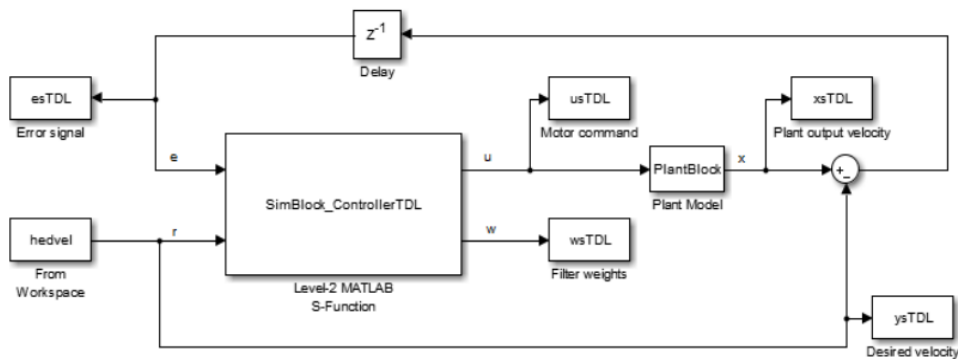 z-1
Delay
esTDL
Error signal
usTDL
Motor command
xsTDL
Plant output velocity
e
u
x
+
-
SimBlock_ControllerTDL
PlantBlock
Plant Model
hedvel
r
w
wsTDL
From
Workspace
Filter weights
Level-2 MATLAB
S-Function
ysTDL
Desired velocity